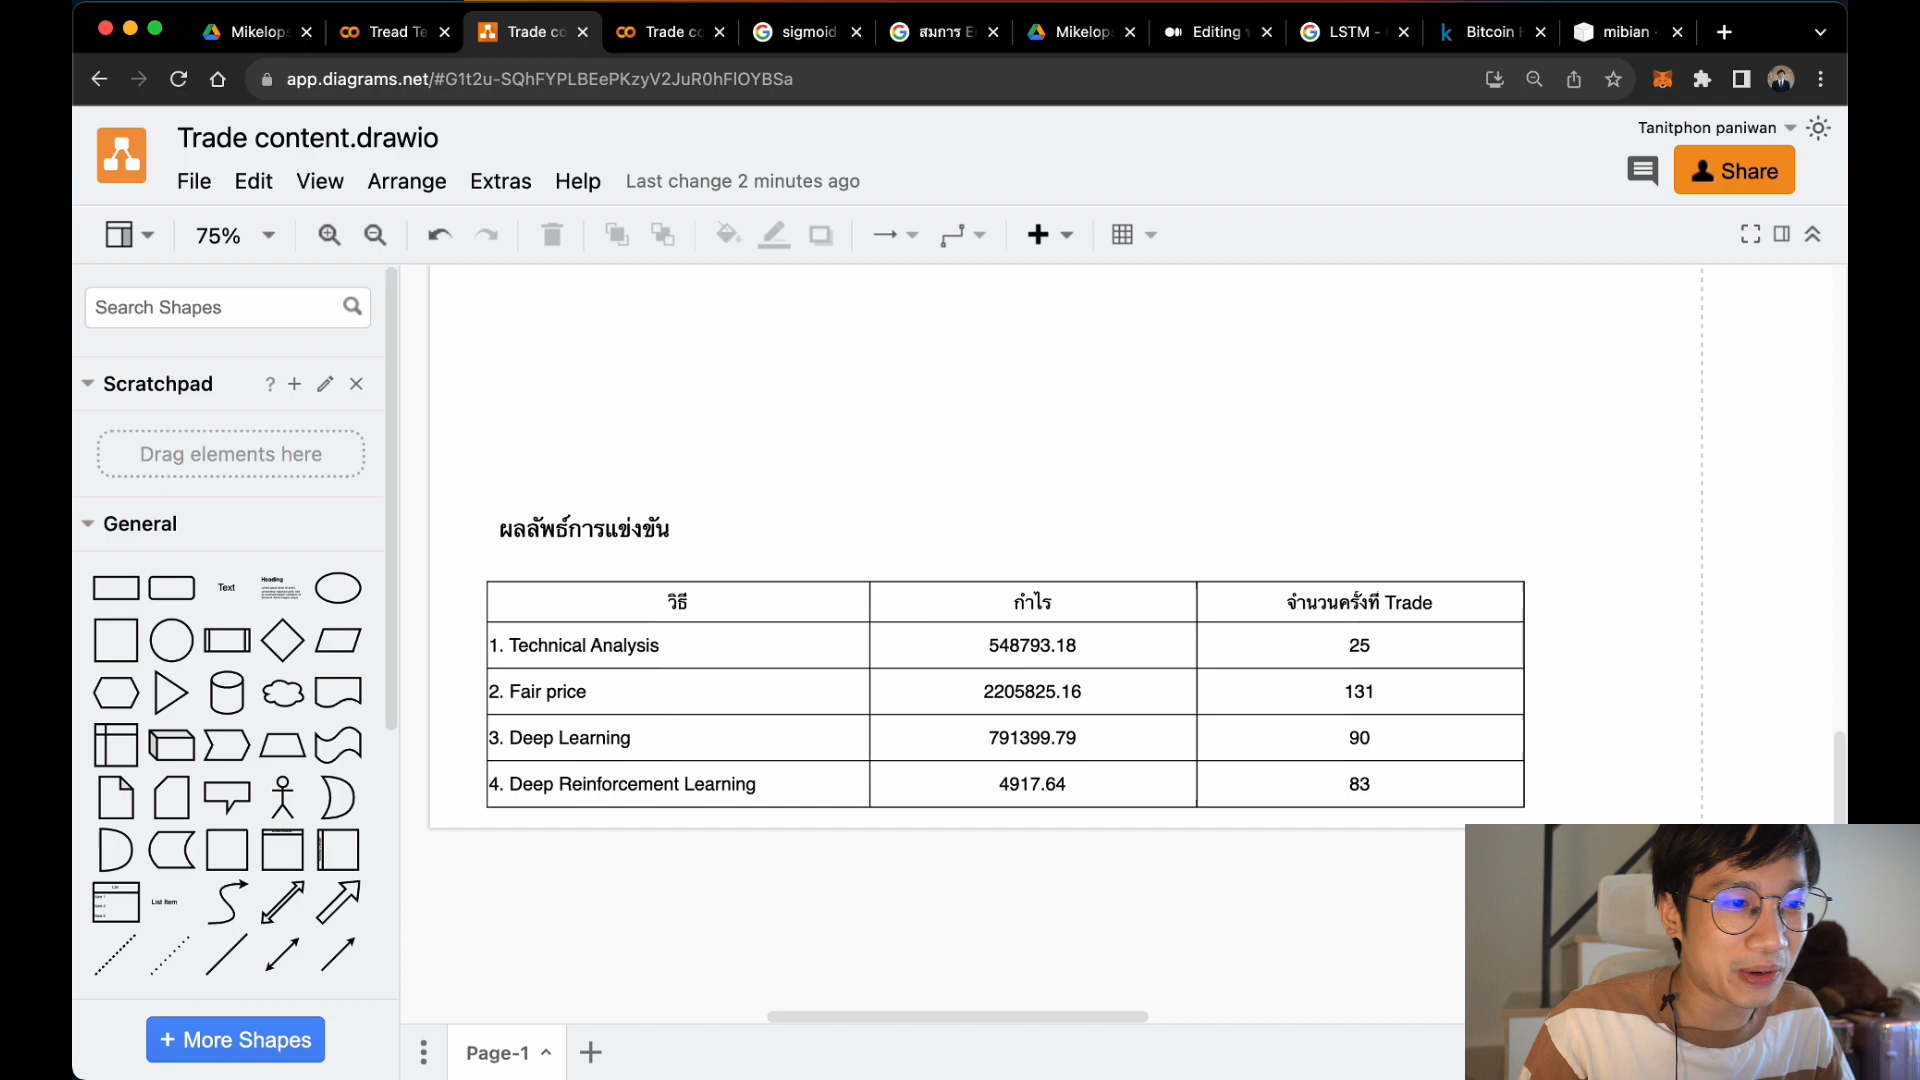 Mikelops
Tread Te
Trade co
Trade co
sigmoid
สมการ E
Mikelops
Editing
LSTM -
Bitcoin
mibian
app.diagrams.net/#G1t2u-SQhFYPLBEePKzyV2JuR0hFlOYBSa
Trade content.drawio
Tanitphon paniwan
File Edit View Arrange Extras Help Last change 2 minutes ago
Share
75%
Search Shapes
Scratchpad
Drag elements here
General
Text
Heading
List
List Item
More Shapes
ผลลัพธ์การแข่งขัน
วิธี กำไร จำนวนครั้งที่ Trade
1. Technical Analysis 548793.18 25
2. Fair price 2205825.16 131
3. Deep Learning 791399.79 90
4. Deep Reinforcement Learning 4917.64 83
Page-1